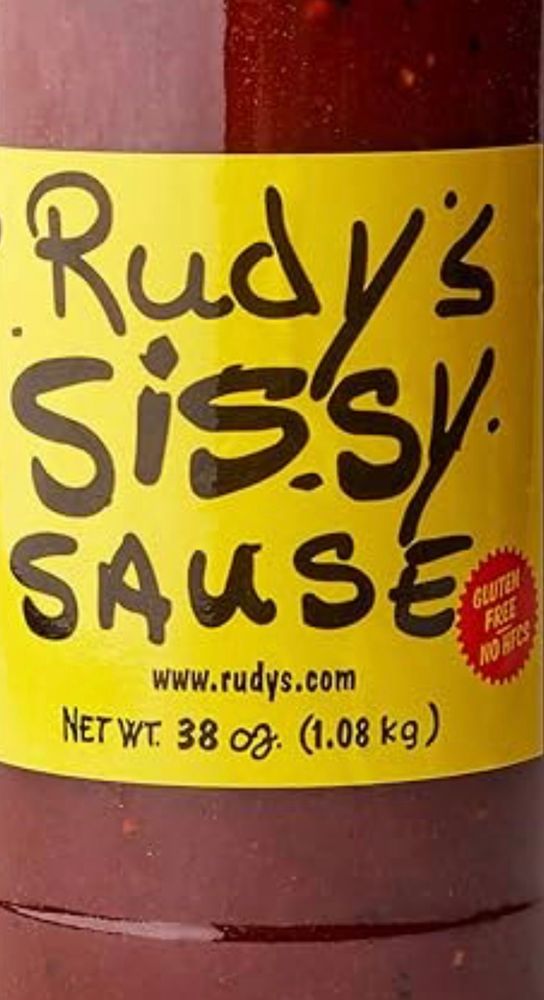 Rudy's
Sissy
SAUSE
GLUTEN
FREE
NO HFCS
www.rudys.com
NET WT. 38 oz. (1.08 kg)